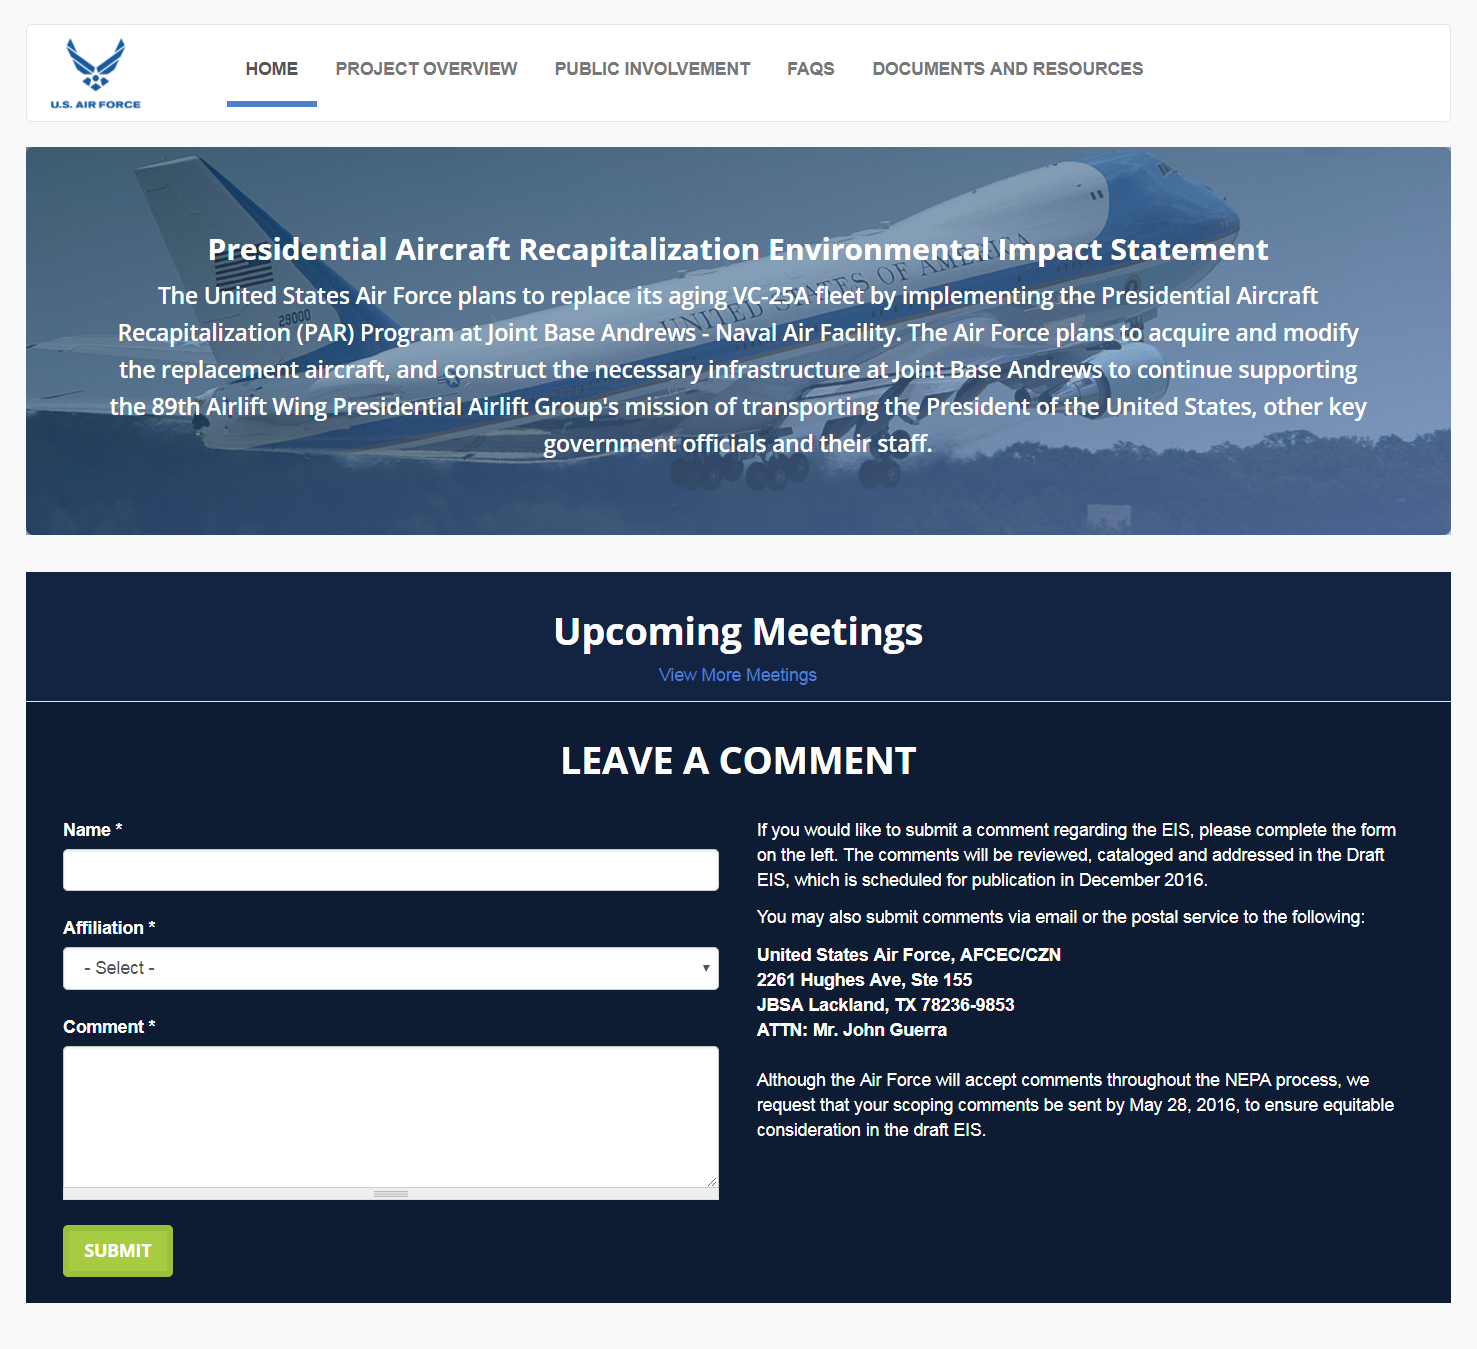 U.S. AIR FORCE
HOME PROJECT OVERVIEW PUBLIC INVOLVEMENT FAQS DOCUMENTS AND RESOURCES
Presidential Aircraft Recapitalization Environmental Impact Statement
The United States Air Force plans to replace its aging VC-25A fleet by implementing the Presidential Aircraft
Recapitalization (PAR) Program at Joint Base Andrews - Naval Air Facility. The Air Force plans to acquire and modify
the replacement aircraft, and construct the necessary infrastructure at Joint Base Andrews to continue supporting
the 89th Airlift Wing Presidential Airlift Group's mission of transporting the President of the United States, other key
government officials and their staff.
UNITED STATES OF AMERICA
29000
Upcoming Meetings
View More Meetings
LEAVE A COMMENT
Name *
Affiliation *
- Select -
Comment *
SUBMIT
If you would like to submit a comment regarding the EIS, please complete the form
on the left. The comments will be reviewed, cataloged and addressed in the Draft
EIS, which is scheduled for publication in December 2016.
You may also submit comments via email or the postal service to the following:
United States Air Force, AFCEC/CZN
2261 Hughes Ave, Ste 155
JBSA Lackland, TX 78236-9853
ATTN: Mr. John Guerra
Although the Air Force will accept comments throughout the NEPA process, we
request that your scoping comments be sent by May 28, 2016, to ensure equitable
consideration in the draft EIS.